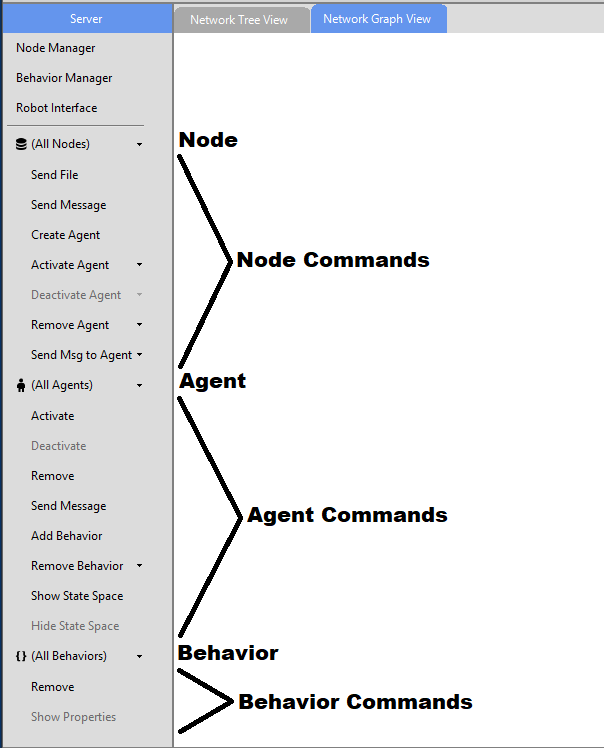 Server
Network Tree View
Network Graph View
Node Manager
Behavior Manager
Robot Interface
(All Nodes)
Node
Send File
Send Message
Create Agent
Node Commands
Activate Agent
Deactivate Agent
Remove Agent
Send Msg to Agent
(All Agents)
Agent
Activate
Deactivate
Remove
Send Message
Agent Commands
Add Behavior
Remove Behavior
Show State Space
Hide State Space
{} (All Behaviors)
Behavior
Remove
Behavior Commands
Show Properties